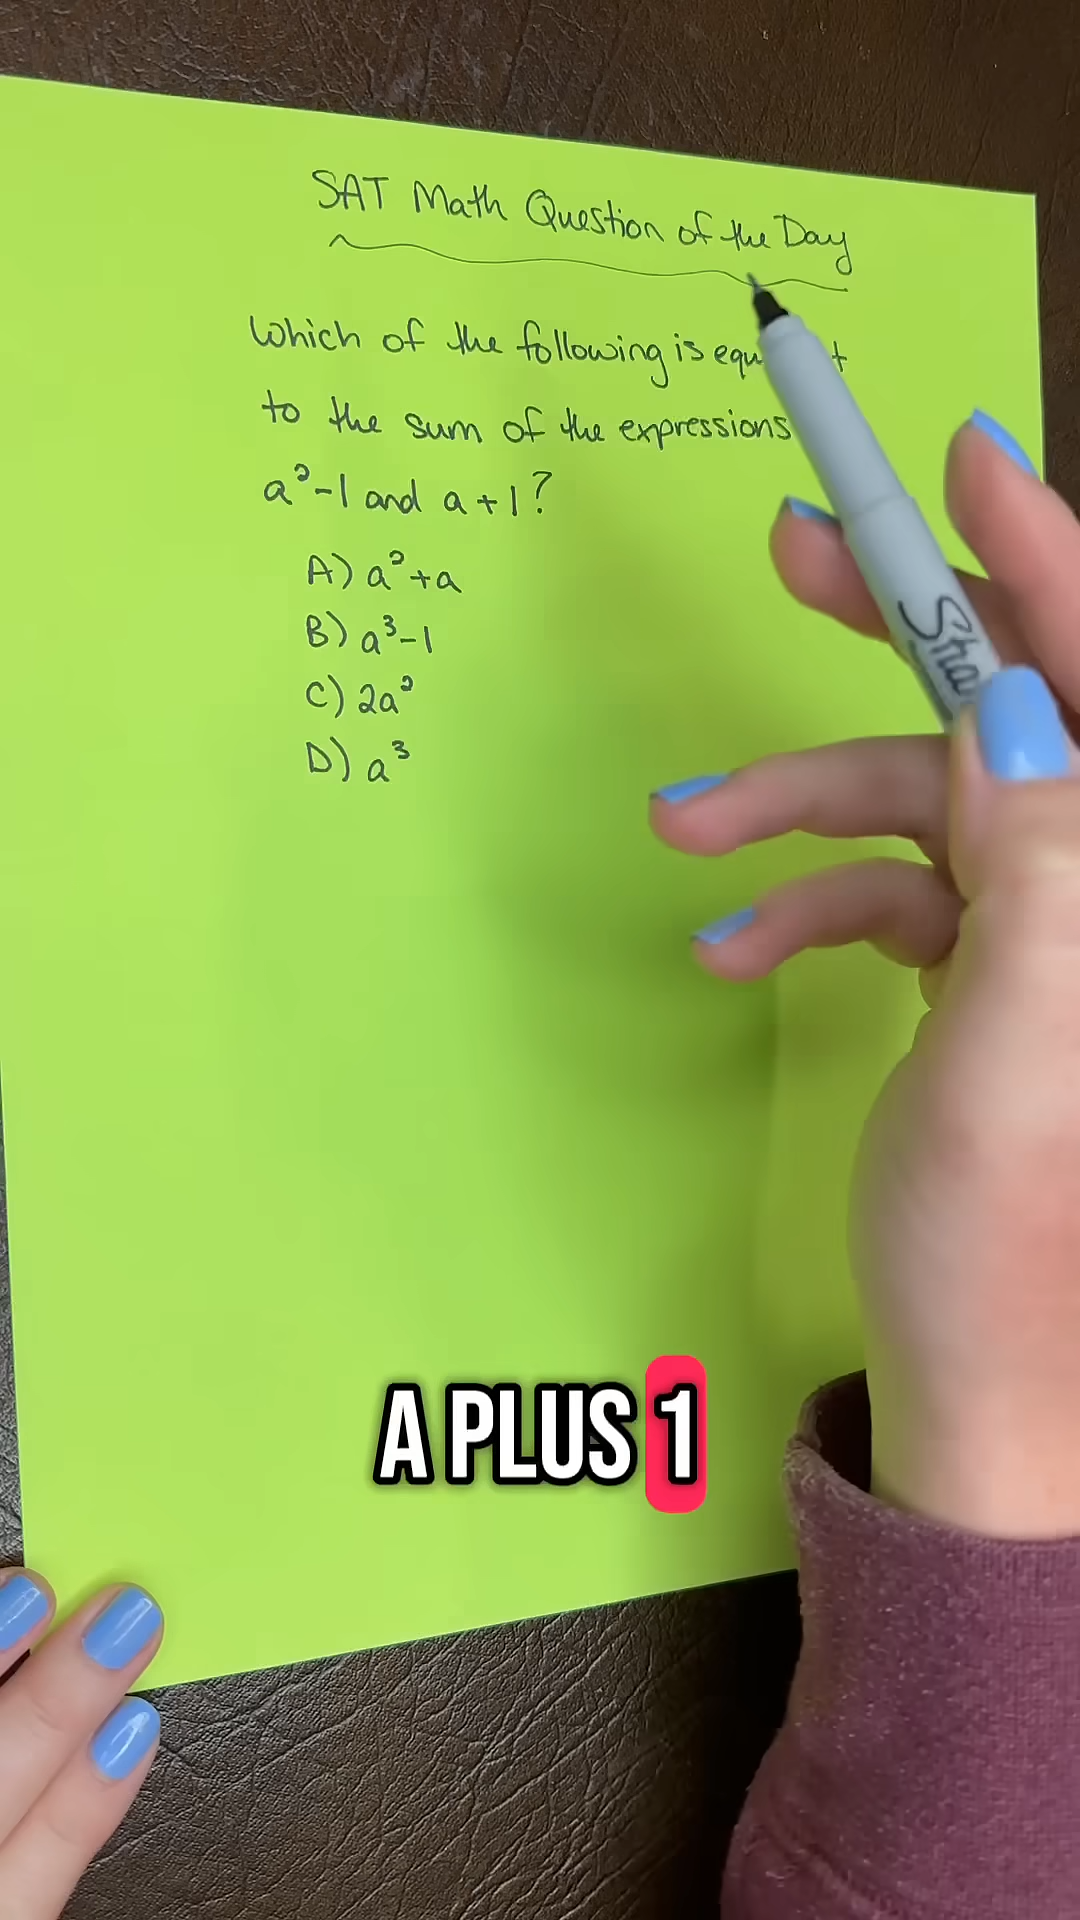 SAT Math Question of the Day
Which of the following is
to the sum of the expressions
a²-1 and a+1?
A) a²+a
B) a³-1
C) 2a²
D) a³
A PLUS 1